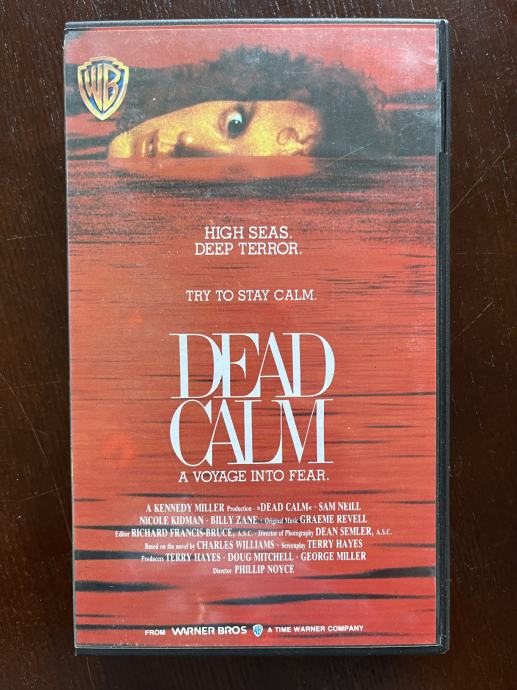 WB
HIGH SEAS.
DEEP TERROR.
TRY TO STAY CALM.
DEAD
CALM
A VOYAGE INTO FEAR.
A KENNEDY MILLER Production · »DEAD CALM« · SAM NEILL
NICOLE KIDMAN · BILLY ZANE · Original Music GRAEME REVELL
Editor RICHARD FRANCIS-BRUCE, A.S.C. · Director of Photography DEAN SEMLER, A.S.C.
Based on the novel by CHARLES WILLIAMS · Screenplay TERRY HAYES
Producers TERRY HAYES · DOUG MITCHELL · GEORGE MILLER
Director PHILLIP NOYCE
FROM WARNER BROS WB A TIME WARNER COMPANY